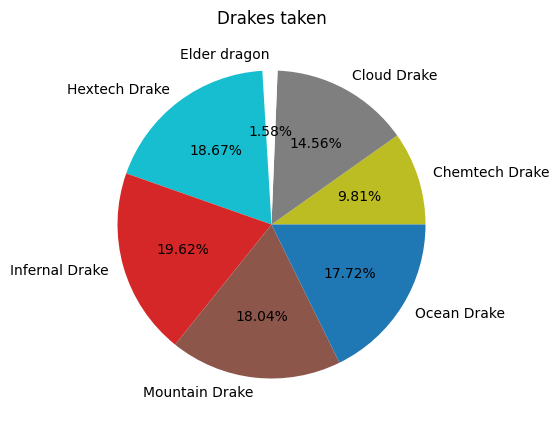 Drakes taken
Elder dragon
Cloud Drake
Hextech Drake
1.58%
14.56%
18.67%
Chemtech Drake
9.81%
19.62%
Infernal Drake
17.72%
Ocean Drake
18.04%
Mountain Drake